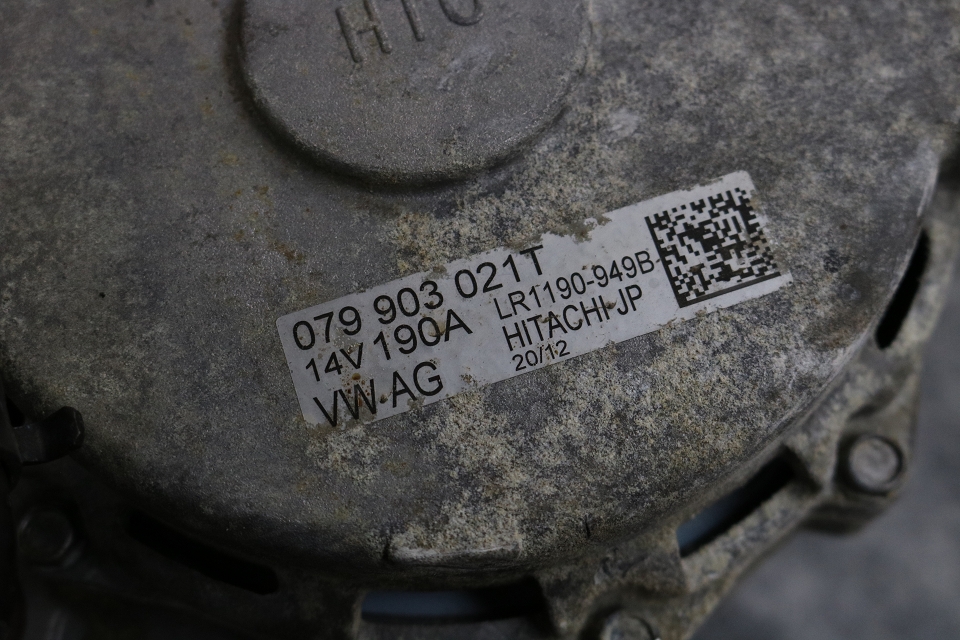 079 903 021T
14V 190A
VW AG
LR1190-949B
HITACHI-JP
20/12